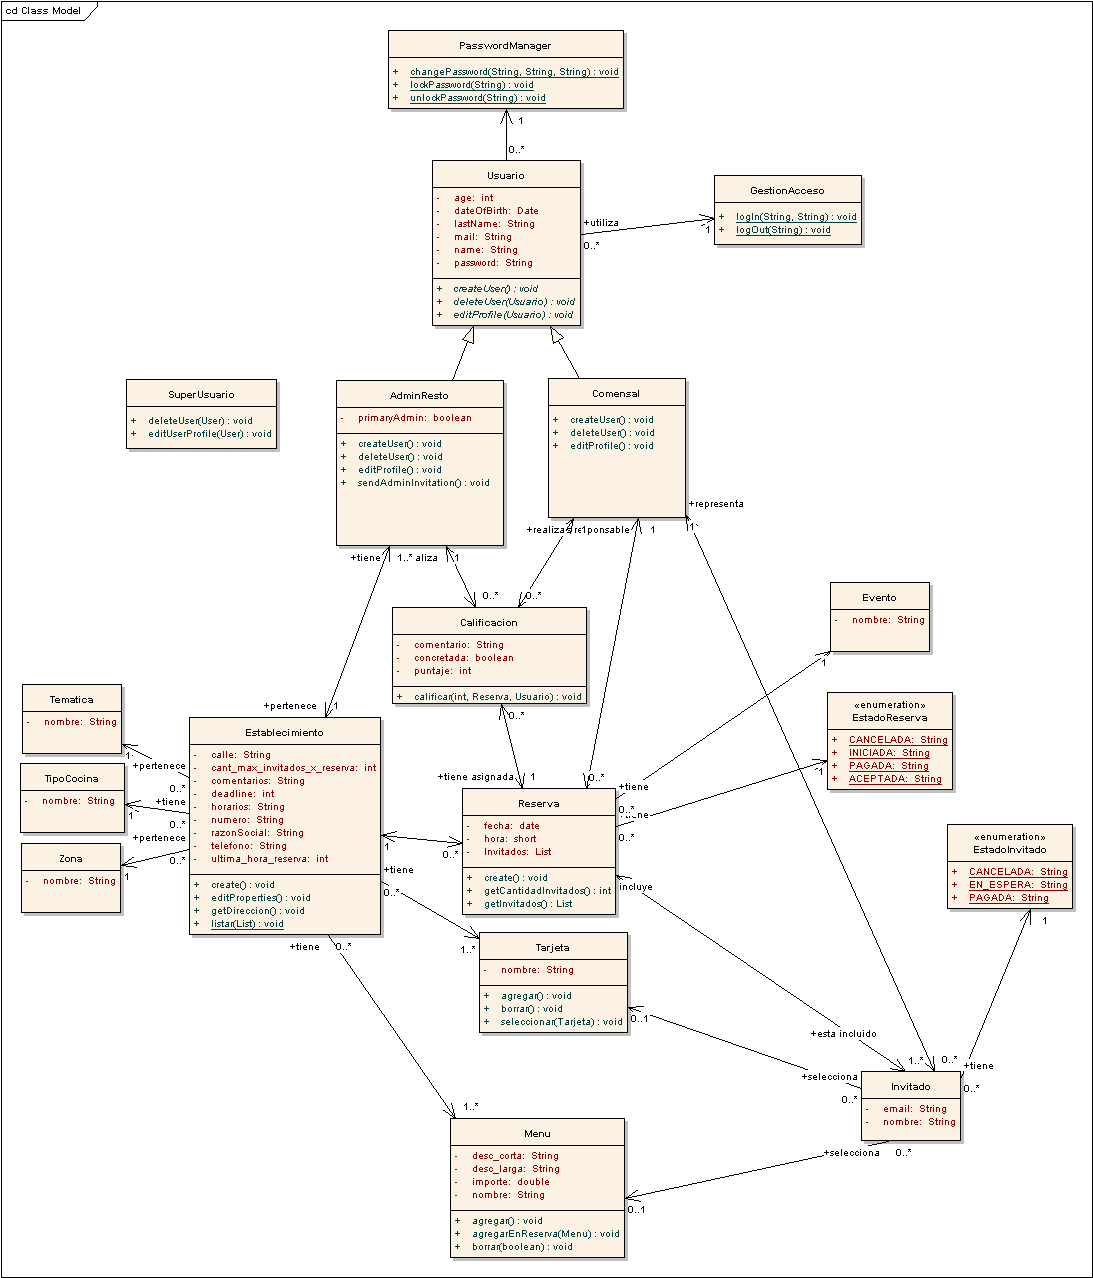 cd Class Model
PasswordManager
+ changePassword(String, String, String) : void
+ lockPassword(String) : void
+ unlockPassword(String) : void
1
0..*
Usuario
- age: int
- dateOfBirth: Date
- lastName: String
- mail: String
- name: String
- password: String
+ createUser() : void
+ deleteUser(Usuario) : void
+ editProfile(Usuario) : void
+utiliza
0..*
1
GestionAcceso
+ logIn(String, String) : void
+ logOut(String) : void
SuperUsuario
+ deleteUser(User) : void
+ editUserProfile(User) : void
AdminResto
- primaryAdmin: boolean
+ createUser() : void
+ deleteUser() : void
+ editProfile() : void
+ sendAdminInvitation() : void
Comensal
+ createUser() : void
+ deleteUser() : void
+ editProfile() : void
+representa
1
+realiza
1
ponsable
1
+tiene
1..*
aliza
1
0..*
0..*
Calificacion
- comentario: String
- concretada: boolean
- puntaje: int
+ calificar(int, Reserva, Usuario) : void
0..*
Evento
- nombre: String
1
«enumeration»
EstadoReserva
+ CANCELADA: String
+ INICIADA: String
+ PAGADA: String
+ ACEPTADA: String
1
Tematica
- nombre: String
1
+pertenece
0..*
TipoCocina
- nombre: String
1
+tiene
0..*
Zona
- nombre: String
1
+pertenece
0..*
+pertenece
1
Establecimiento
- calle: String
- cant_max_invitados_x_reserva: int
- comentarios: String
- deadline: int
- horarios: String
- numero: String
- razonSocial: String
- telefono: String
- ultima_hora_reserva: int
+ create() : void
+ editProperties() : void
+ getDireccion() : void
+ listar(List) : void
1
0..*
+tiene
0..*
+tiene
0..*
+tiene asignada
1
0..*
Reserva
- fecha: date
- hora: short
- Invitados: List
+ create() : void
+ getCantidadInvitados() : int
+ getInvitados() : List
+tiene
0..*
iene
0..*
incluye
«enumeration»
EstadoInvitado
+ CANCELADA: String
+ EN_ESPERA: String
+ PAGADA: String
1
1..*
Tarjeta
- nombre: String
+ agregar() : void
+ borrar() : void
+ seleccionar(Tarjeta) : void
0..1
+esta incluido
1..*
0..*
+tiene
0..*
+selecciona
0..*
Invitado
- email: String
- nombre: String
+selecciona
0..*
1..*
Menu
- desc_corta: String
- desc_larga: String
- importe: double
- nombre: String
+ agregar() : void
+ agregarEnReserva(Menu) : void
+ borrar(boolean) : void
0..1